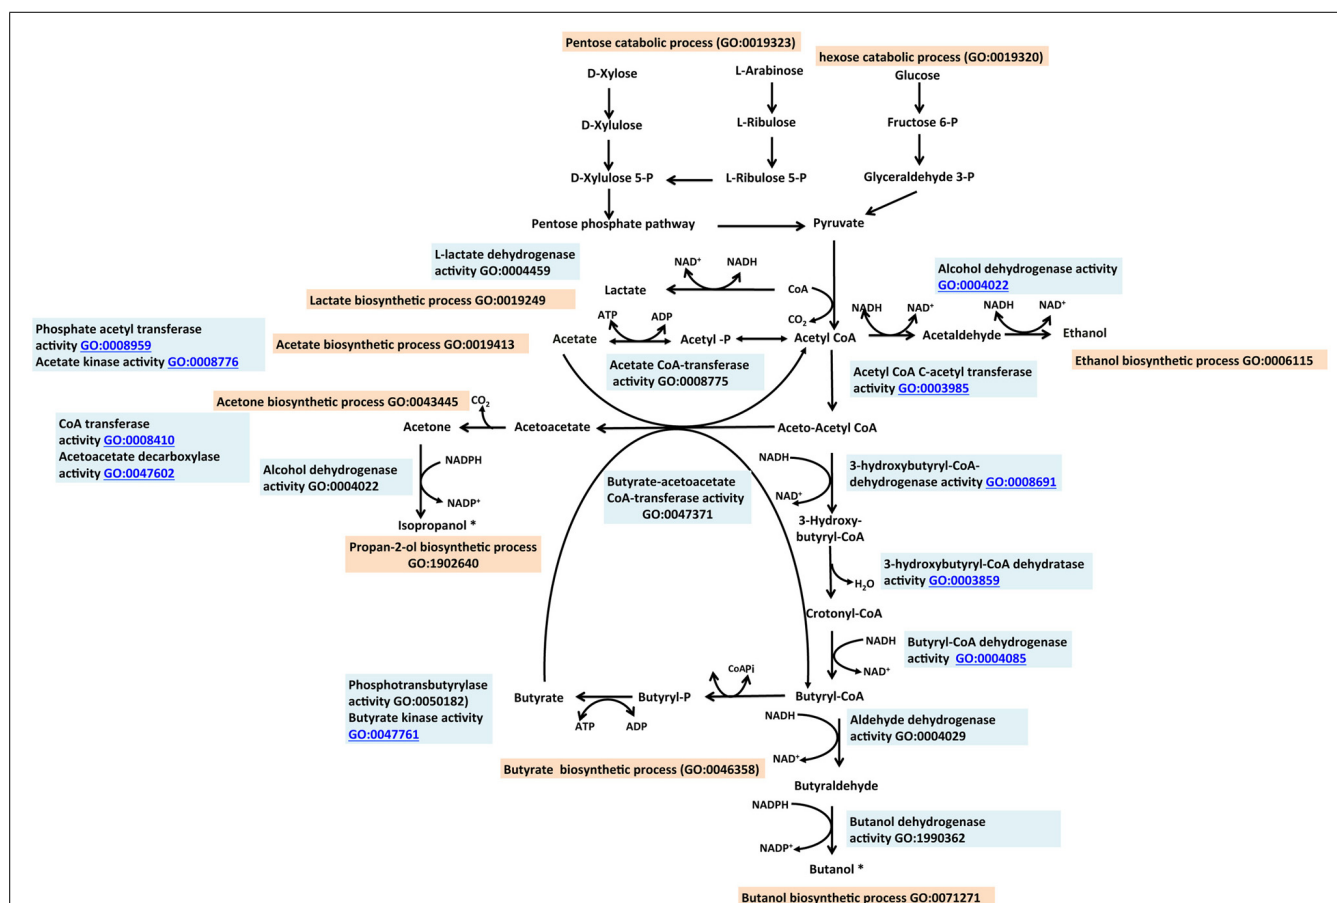 Pentose catabolic process (GO:0019323)
hexose catabolic process (GO:0019320)
D-Xylose
L-Arabinose
Glucose
D-Xylulose
L-Ribulose
Fructose 6-P
D-Xylulose 5-P
L-Ribulose 5-P
Glyceraldehyde 3-P
Pentose phosphate pathway
Pyruvate
L-lactate dehydrogenase
activity GO:0004459
NAD⁺
NADH
Alcohol dehydrogenase activity
GO:0004022
Lactate biosynthetic process GO:0019249
Lactate
CoA
CO₂
NADH
NAD⁺
NADH
NAD⁺
Phosphate acetyl transferase
activity GO:0008959
Acetate kinase activity GO:0008776
Acetate biosynthetic process GO:0019413
ATP
ADP
Acetate
Acetyl -P
Acetyl CoA
Acetaldehyde
Ethanol
Ethanol biosynthetic process GO:0006115
Acetate CoA-transferase
activity GO:0008775
Acetyl CoA C-acetyl transferase
activity GO:0003985
Acetone biosynthetic process GO:0043445
CO₂
CoA transferase
activity GO:0008410
Acetoacetate decarboxylase
activity GO:0047602
Acetone
Acetoacetate
Aceto-Acetyl CoA
Alcohol dehydrogenase
activity GO:0004022
NADPH
NADP⁺
Isopropanol *
Propan-2-ol biosynthetic process
GO:1902640
Butyrate-acetoacetate
CoA-transferase activity
GO:0047371
NADH
NAD⁺
3-hydroxybutyryl-CoA-
dehydrogenase activity GO:0008691
3-Hydroxy-
butyryl-CoA
H₂O
3-hydroxybutyryl-CoA dehydratase
activity GO:0003859
Crotonyl-CoA
NADH
NAD⁺
Butyryl-CoA dehydrogenase
activity GO:0004085
Phosphotransbutyrylase
activity GO:0050182)
Butyrate kinase activity
GO:0047761
Butyrate
Butyryl-P
CoAPi
Butyryl-CoA
ATP
ADP
NADH
NAD⁺
Aldehyde dehydrogenase
activity GO:0004029
Butyrate biosynthetic process (GO:0046358)
Butyraldehyde
NADPH
NADP⁺
Butanol dehydrogenase
activity GO:1990362
Butanol *
Butanol biosynthetic process GO:0071271